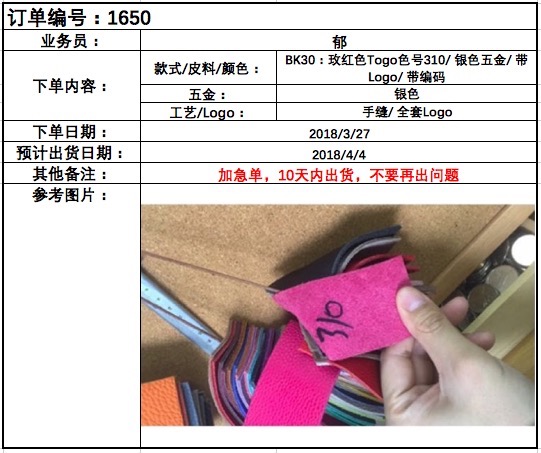 订单编号：1650
业务员：
郁
下单内容：
款式/皮料/颜色：
BK30：玫红色Togo色号310/ 银色五金/ 带
Logo/ 带编码
五金：
银色
工艺/Logo：
手缝/ 全套Logo
下单日期：
2018/3/27
预计出货日期：
2018/4/4
其他备注：
加急单，10天内出货，不要再出问题
参考图片：
310